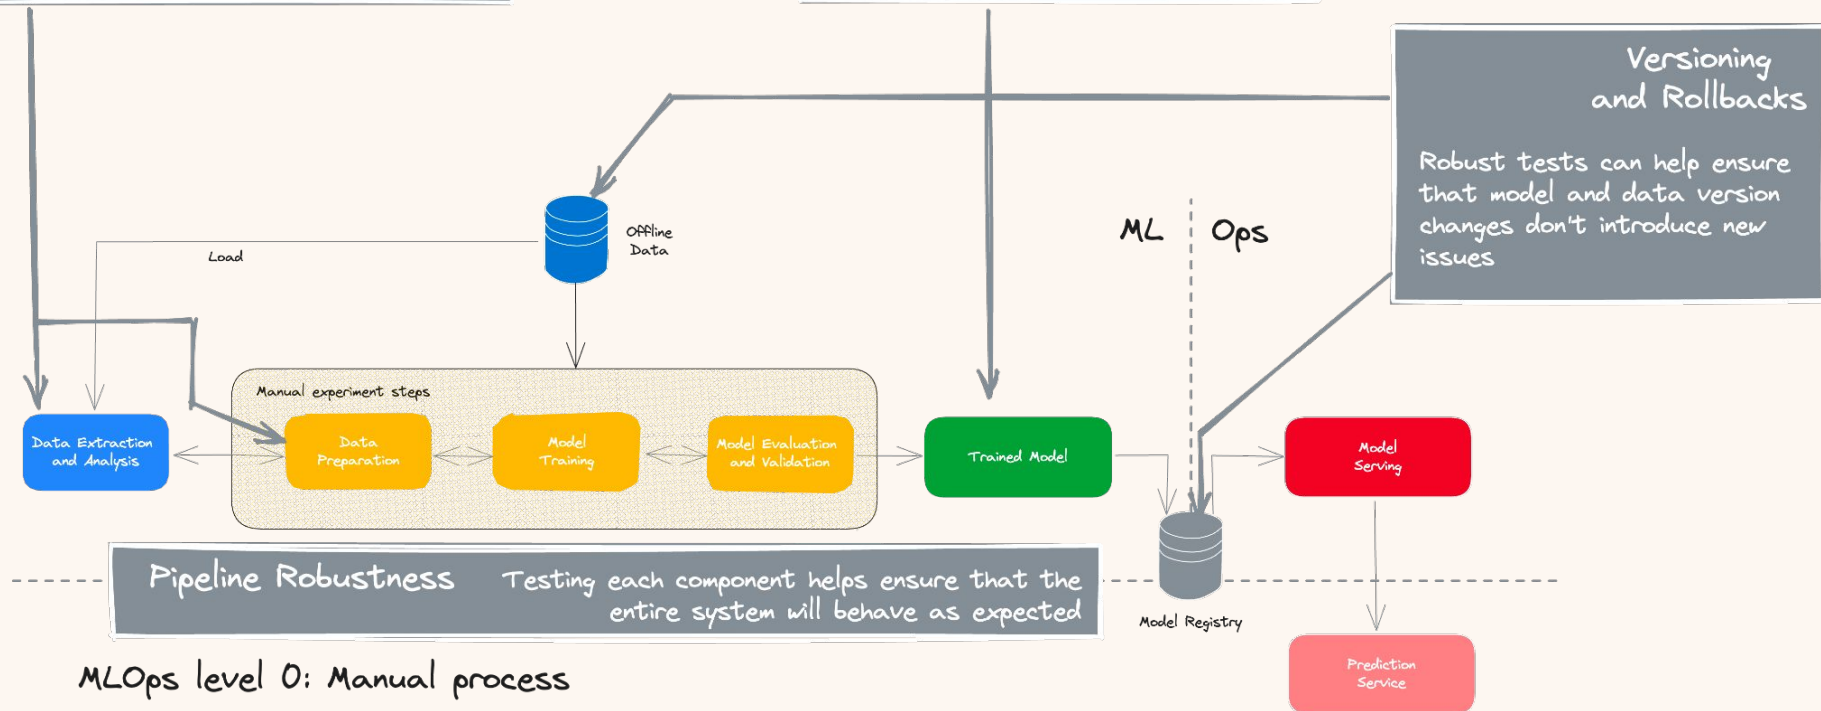 Versioning
and Rollbacks
Robust tests can help ensure
that model and data version
changes don't introduce new
issues
ML
Ops
Offline
Data
Load
Manual experiment steps
Data Extraction
and Analysis
Data
Preparation
Model
Training
Model Evaluation
and Validation
Trained Model
Model
Serving
Pipeline Robustness
Testing each component helps ensure that the
entire system will behave as expected
Model Registry
Prediction
Service
MLOps level 0: Manual process